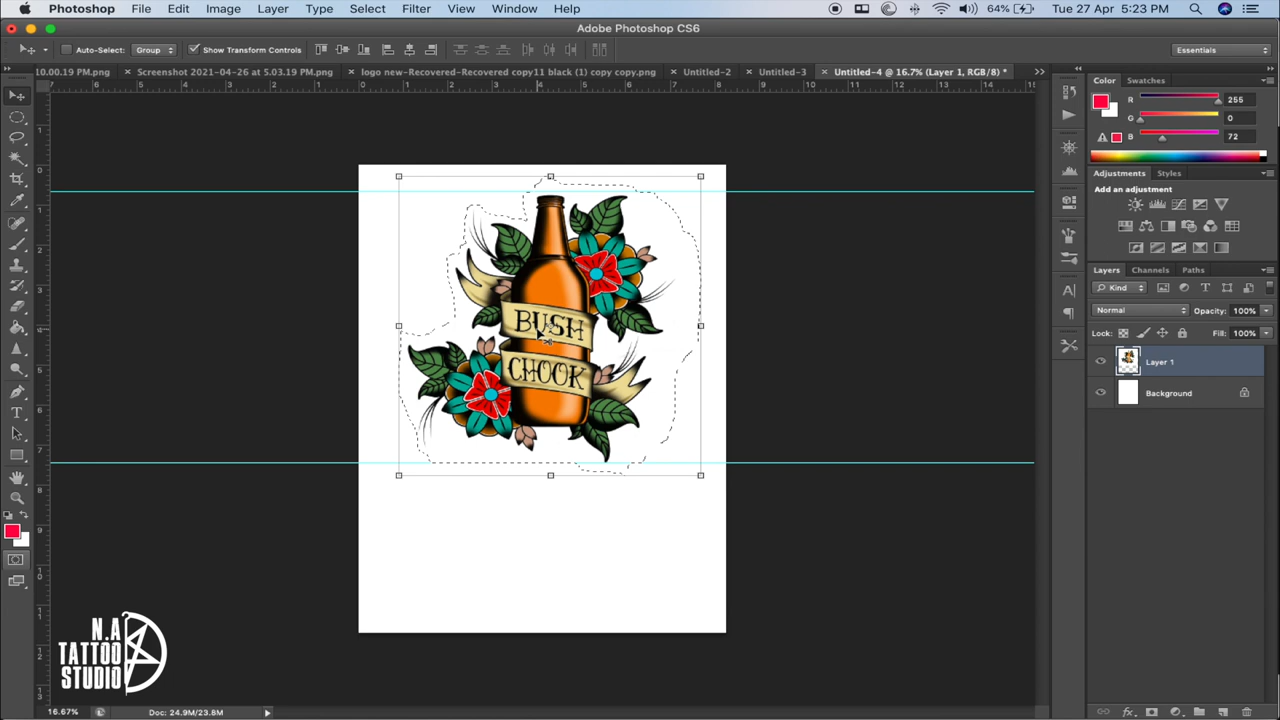 Photoshop File Edit Image Layer Type Select Filter View Window Help 64% Tue 27 Apr 5:23 PM
Adobe Photoshop CS6
Auto-Select: Group Show Transform Controls Essentials
10.00.19 PM.png × Screenshot 2021-04-26 at 5.03.19 PM.png × logo new-Recovered-Recovered copy11 black (1) copy copy.png × Untitled-2 × Untitled-3 × Untitled-4 @ 16.7% (Layer 1, RGB/8) *
Color Swatches
R 255
G 0
B 72
Adjustments Styles
Add an adjustment
Layers Channels Paths
Kind
Normal Opacity: 100%
Lock: Fill: 100%
Layer 1
Background
BUSH
CHOOK
N.A
TATTOO
STUDIO
16.67% Doc: 24.9M/23.8M